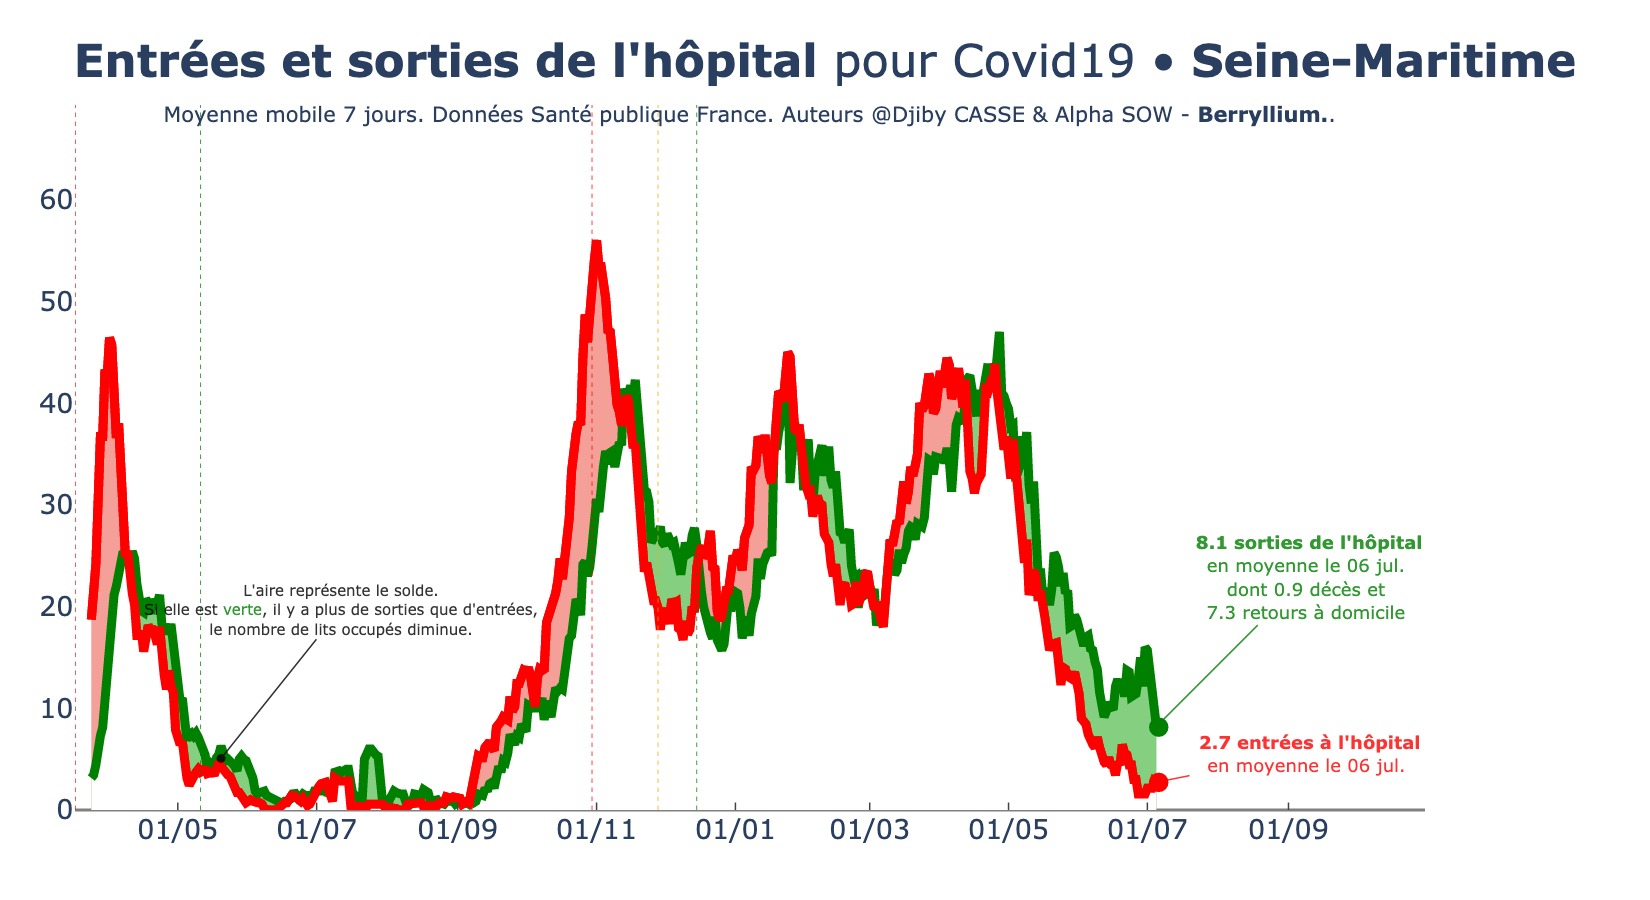 Entrées et sorties de l'hôpital pour Covid19 • Seine-Maritime
Moyenne mobile 7 jours. Données Santé publique France. Auteurs @Djiby CASSE & Alpha SOW - Berryllium..
60
50
40
30
20
10
0
L'aire représente le solde.
Si elle est verte, il y a plus de sorties que d'entrées,
le nombre de lits occupés diminue.
8.1 sorties de l'hôpital
en moyenne le 06 jul.
dont 0.9 décès et
7.3 retours à domicile
2.7 entrées à l'hôpital
en moyenne le 06 jul.
01/05 01/07 01/09 01/11 01/01 01/03 01/05 01/07 01/09